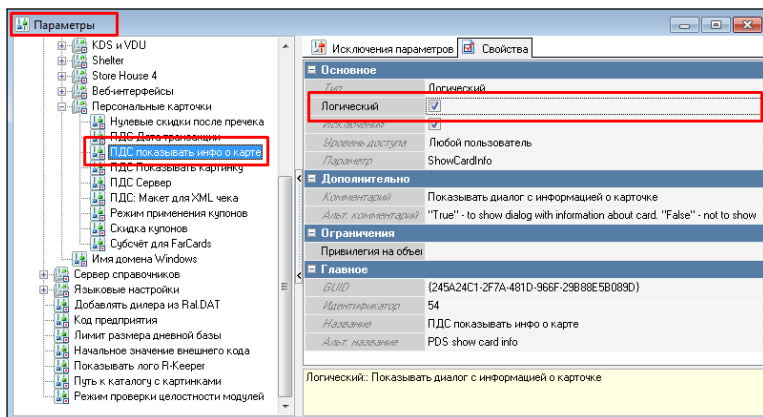 Параметры
KDS и VDU
Shelter
Store House 4
Веб-интерфейсы
Персональные карточки
Нулевые скидки после пречека
ПДС Дата транзакции
ПДС показывать инфо о карте
ПДС Показывать картинку
ПДС Сервер
ПДС: Макет для XML чека
Режим применения купонов
Скидка купонов
Субсчёт для FarCards
Имя домена Windows
Сервер справочников
Языковые настройки
Добавлять дилера из Ral.DAT
Код предприятия
Лимит размера дневной базы
Начальное значение внешнего кода
Показывать лого R-Keeper
Путь к каталогу с картинками
Режим проверки целостности модулей
Исключения параметров Свойства
Основное
Тип Логический
Логический
Исключения
Уровень доступа Любой пользователь
Параметр ShowCardInfo
Дополнительно
Комментарий Показывать диалог с информацией о карточке
Альт. комментарий "True" - to show dialog with information about card. "False" - not to show
Ограничения
Привилегия на объеі
Главное
GUID {245A24C1-2F7A-481D-966F-29B88E5B089D}
Идентификатор 54
Название ПДС показывать инфо о карте
Альт. название PDS show card info
Логический:: Показывать диалог с информацией о карточке